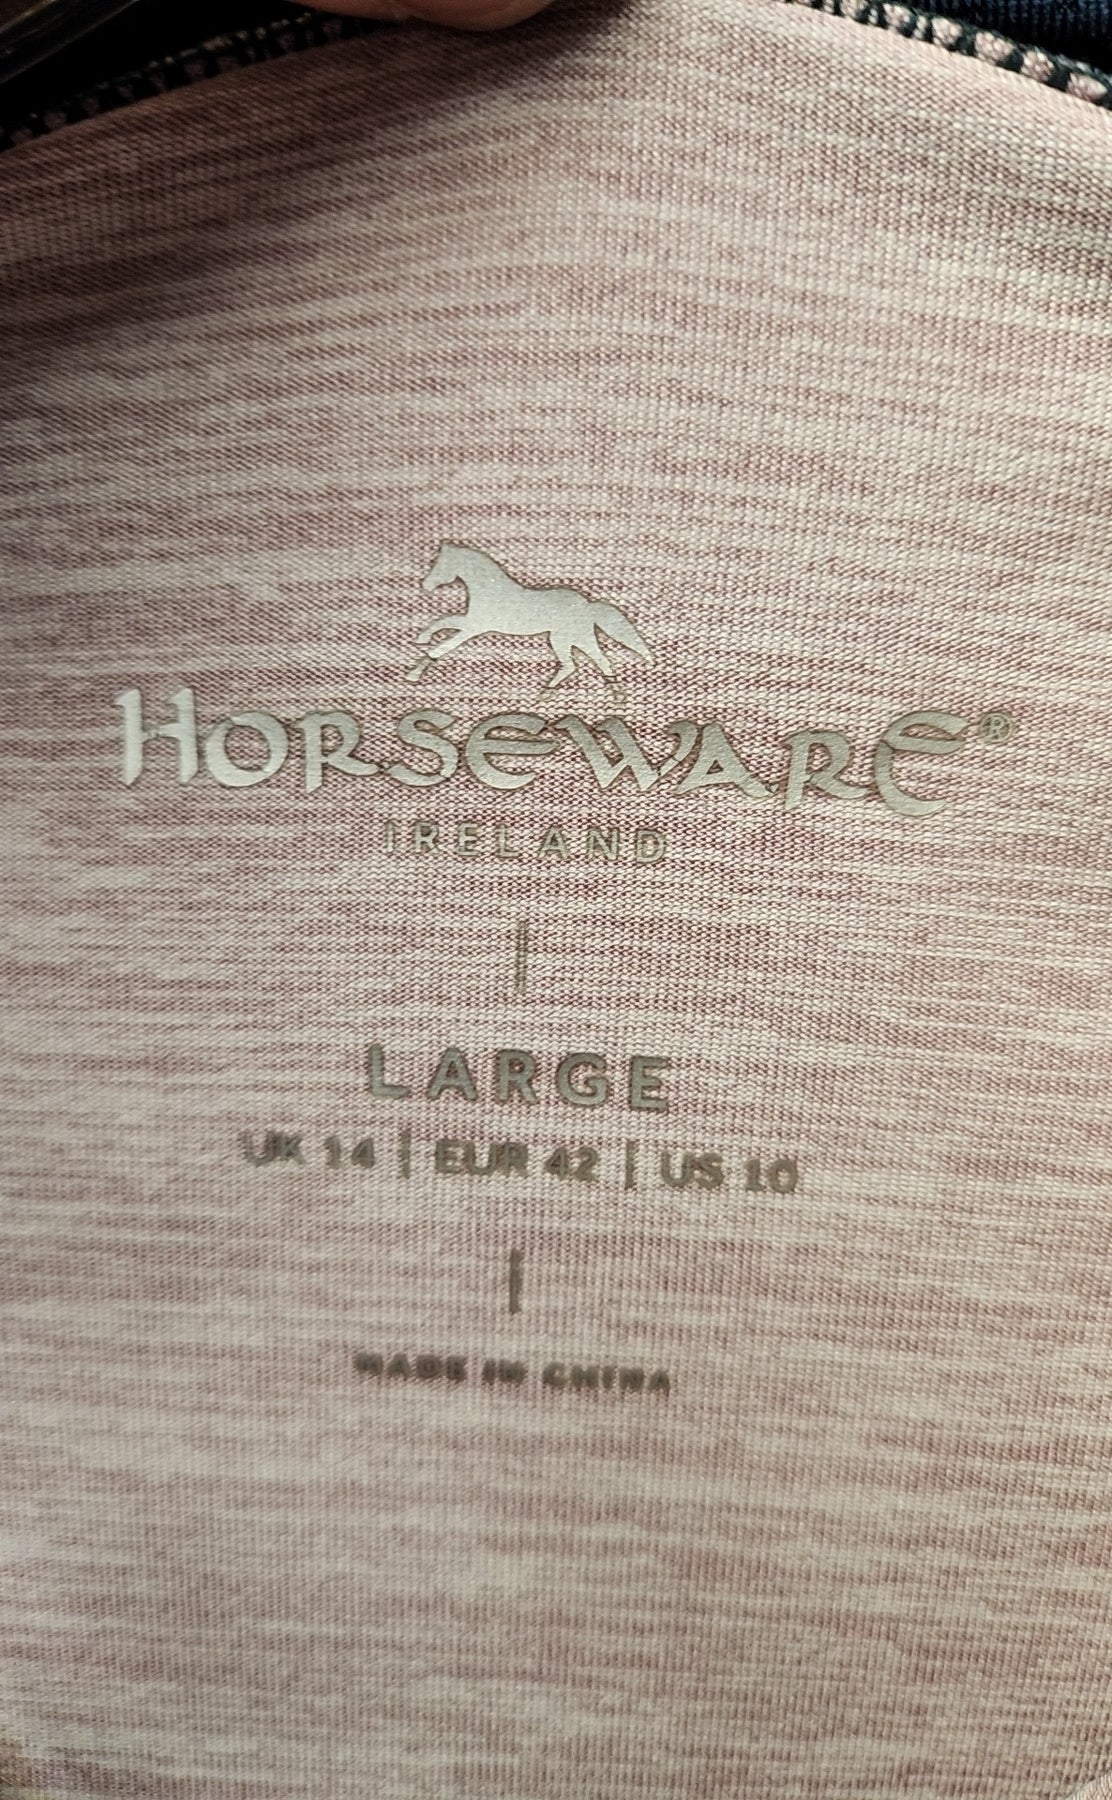 HORSEWARE®
IRELAND
LARGE
UK 14 | EUR 42 | US 10
MADE IN CHINA